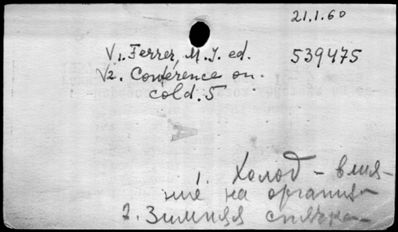 21.1.60
V1. Ferrer, M.J. ed. 539475
V2. Conference on
cold. 5
1. Холод - влия-
ние на организм
2. Зимняя спячка